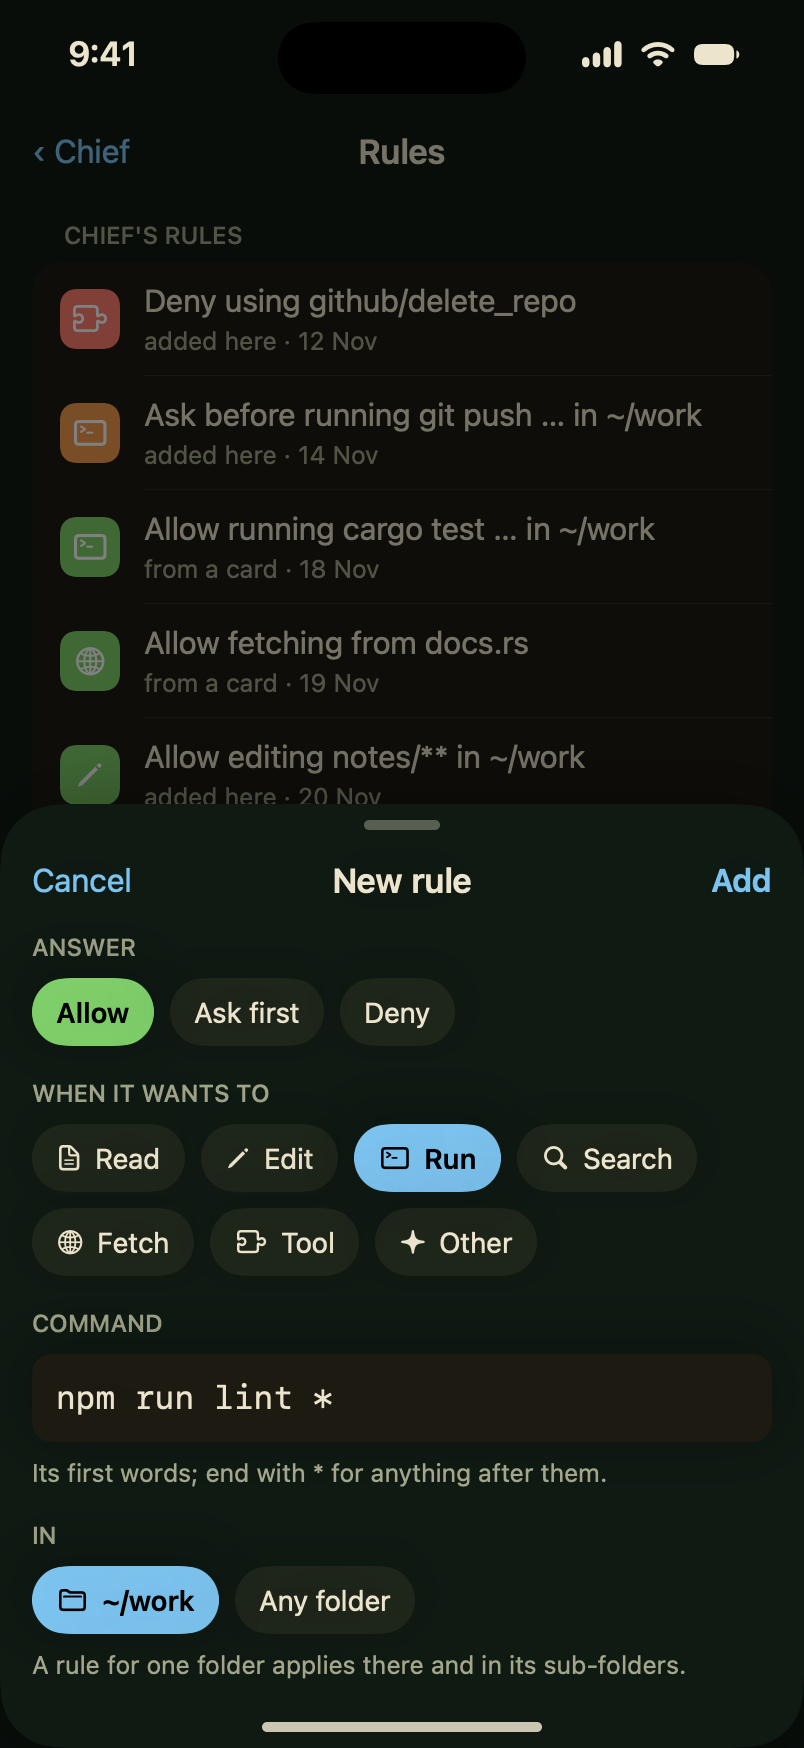 9:41
‹ Chief
Rules
CHIEF'S RULES
Deny using github/delete_repo
added here · 12 Nov
Ask before running git push ... in ~/work
added here · 14 Nov
Allow running cargo test ... in ~/work
from a card · 18 Nov
Allow fetching from docs.rs
from a card · 19 Nov
Allow editing notes/** in ~/work
added here · 20 Nov
Cancel
New rule
Add
ANSWER
Allow
Ask first
Deny
WHEN IT WANTS TO
Read
Edit
Run
Search
Fetch
Tool
Other
COMMAND
npm run lint *
Its first words; end with * for anything after them.
IN
~/work
Any folder
A rule for one folder applies there and in its sub-folders.